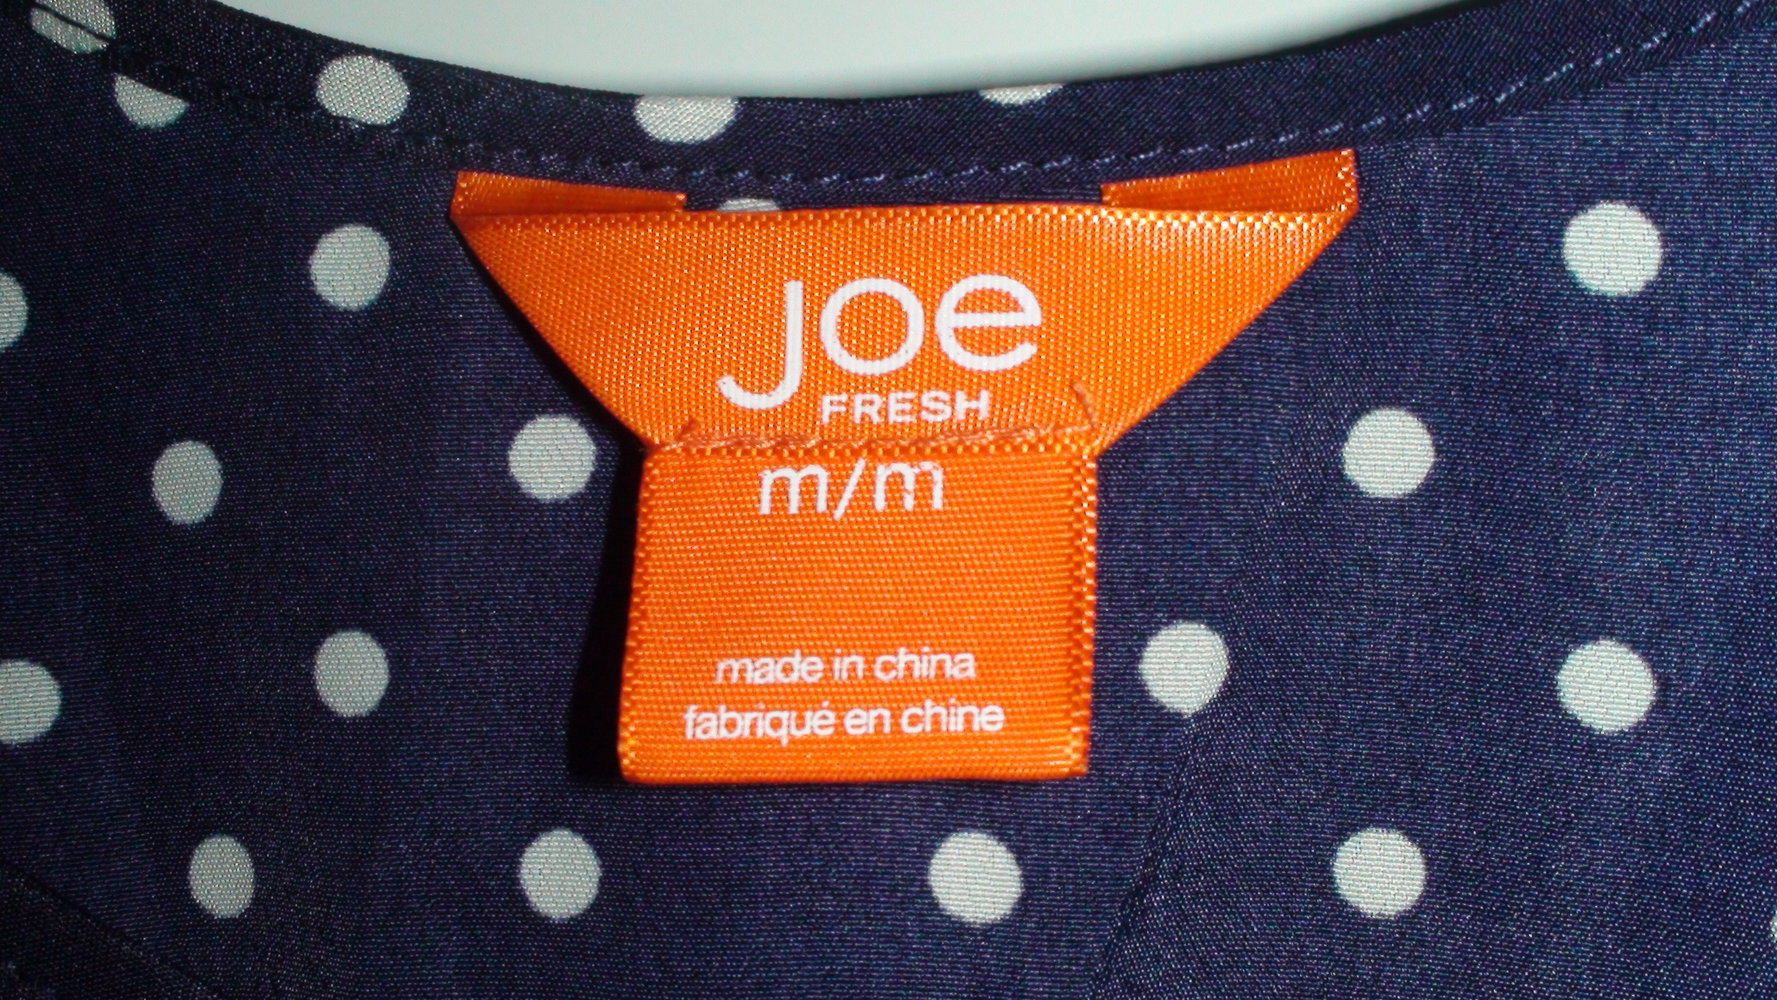 joe
FRESH
m/m
made in china
fabriqué en chine